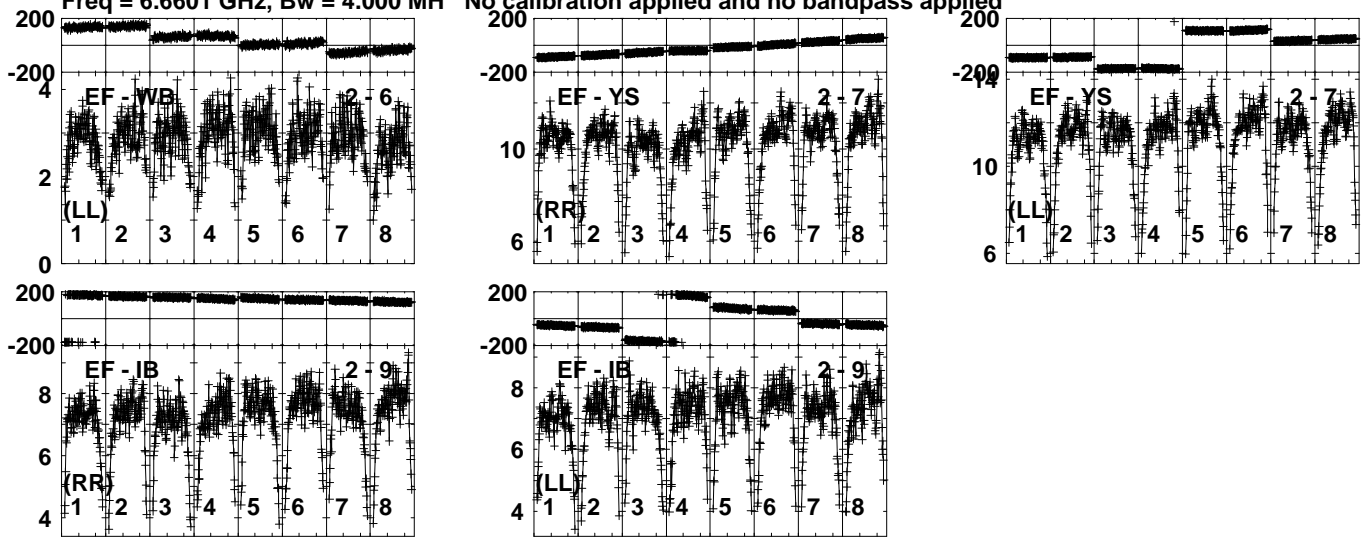 Freq = 6.6601 GHz, Bw = 4.000 MH No calibration applied and no bandpass applied
200
-200
4
2
0
EF - WB 2 - 6
(LL)
1 2 3 4 5 6 7 8
200
-200
10
6
EF - YS 2 - 7
(RR)
1 2 3 4 5 6 7 8
200
-200
14
10
6
EF - YS 2 - 7
(LL)
1 2 3 4 5 6 7 8
200
-200
8
6
4
EF - IB 2 - 9
(RR)
1 2 3 4 5 6 7 8
200
-200
8
6
4
EF - IB 2 - 9
(LL)
1 2 3 4 5 6 7 8